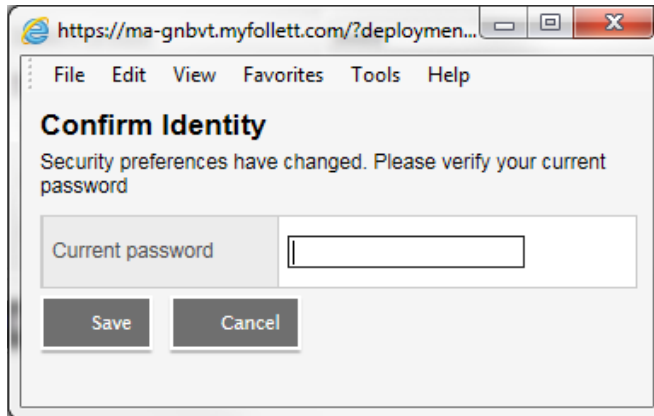 https://ma-gnbvt.myfollett.com/?deploymen...
File Edit View Favorites Tools Help
Confirm Identity
Security preferences have changed. Please verify your current
password
Current password
Save Cancel